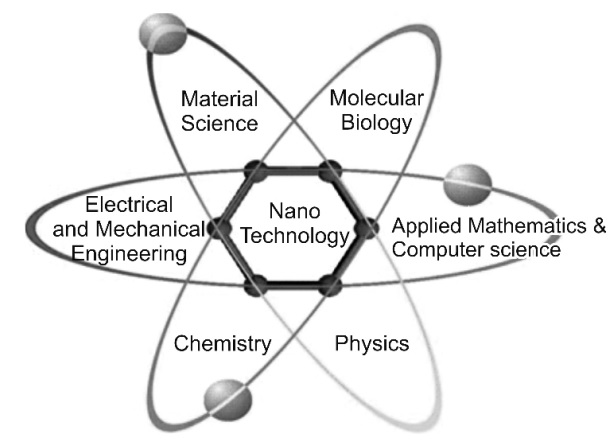 Material
Science
Molecular
Biology
Electrical
and Mechanical
Engineering
Nano
Technology
Applied Mathematics &
Computer science
Chemistry
Physics